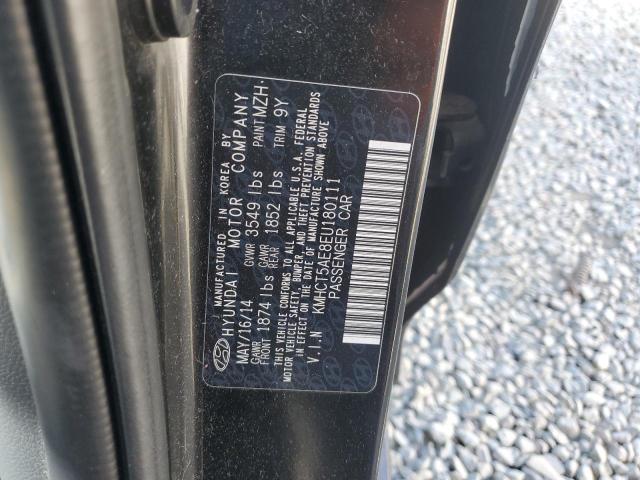 MANUFACTURED IN KOREA BY
HYUNDAI MOTOR COMPANY
MAY/16/14 GVWR 3549 lbs PAINT MZH
GAWR FRONT 1874 lbs GAWR REAR 1852 lbs TRIM 9Y
THIS VEHICLE CONFORMS TO ALL APPLICABLE U.S.A. FEDERAL
MOTOR VEHICLE SAFETY, BUMPER, AND THEFT PREVENTION STANDARDS
IN EFFECT ON THE DATE OF MANUFACTURE SHOWN ABOVE
V.I.N KMHCT5AE8EU180111
PASSENGER CAR